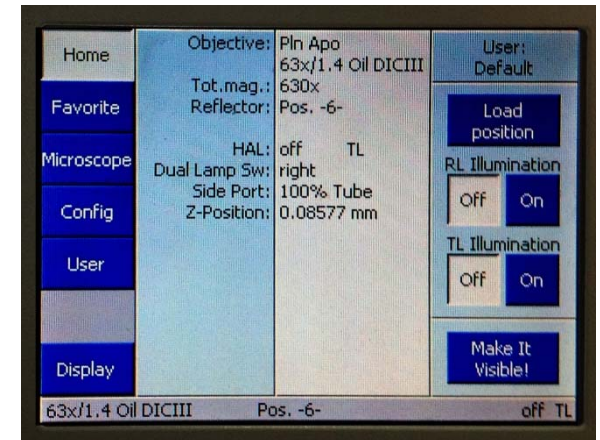 Home
Favorite
Microscope
Config
User
Display
Objective: Pln Apo
63x/1.4 Oil DICIII
Tot.mag.: 630x
Reflector: Pos. -6-
HAL: off TL
Dual Lamp Sw: right
Side Port: 100% Tube
Z-Position: 0.08577 mm
User:
Default
Load
position
RL Illumination
Off On
TL Illumination
Off On
Make It
Visible!
63x/1.4 Oil DICIII Pos. -6- off TL